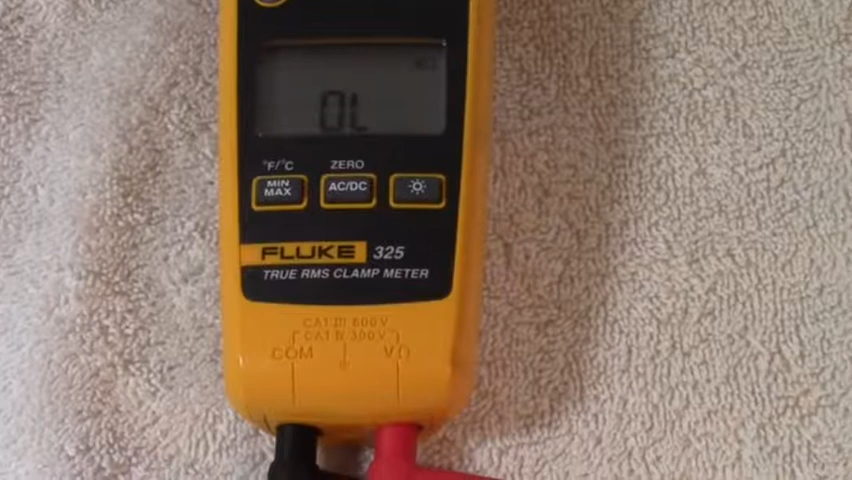 OL
°F/°C
ZERO
MIN
MAX
AC/DC
FLUKE 325
TRUE RMS CLAMP METER
CAT III 600V
CAT IV 300V
COM
VΩ